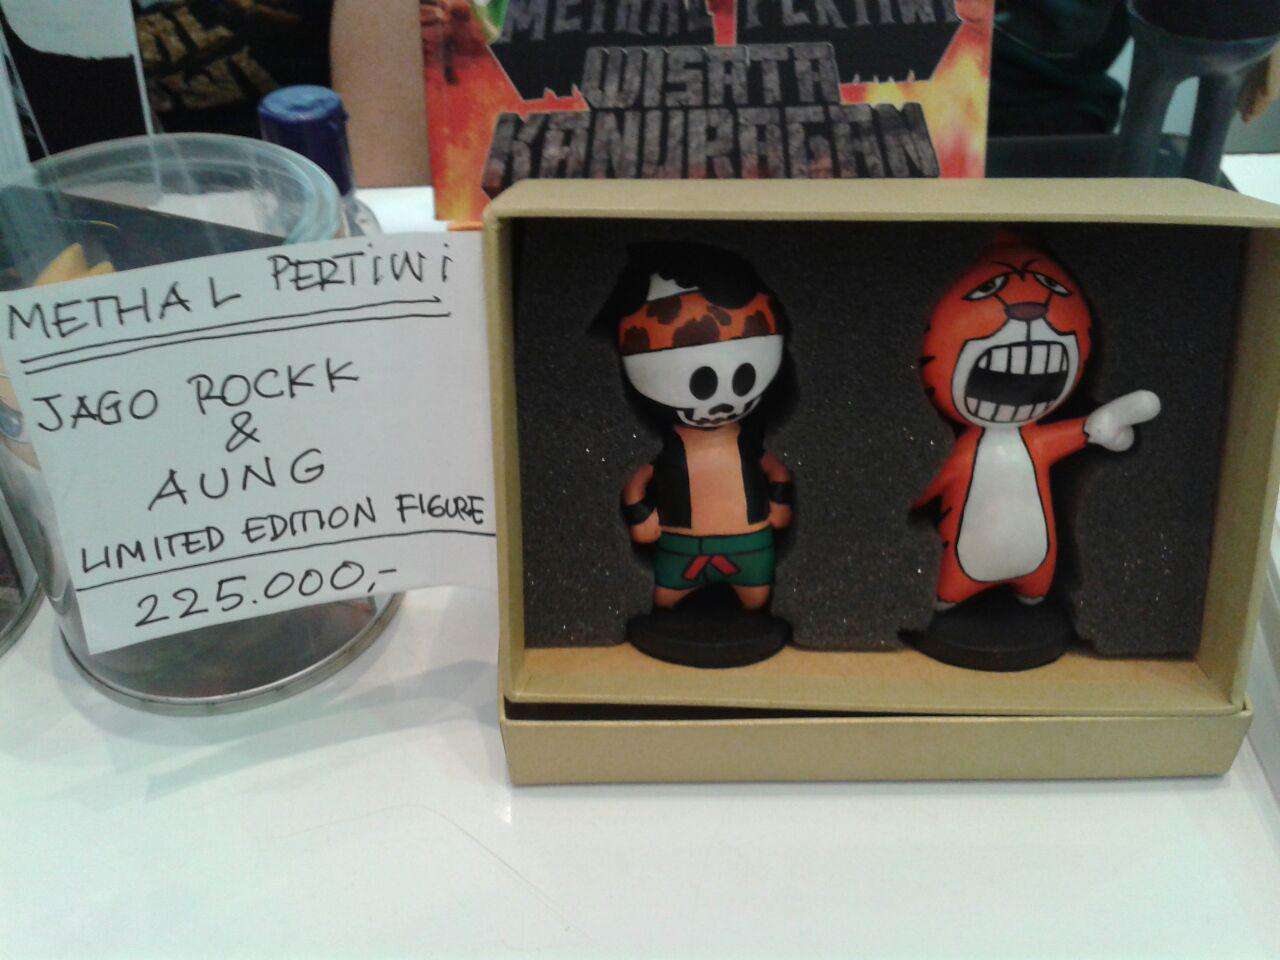 METHAL PERTIWI
WISATA
KANURAGAN
METHAL PERTIWI
JAGO ROCKK
&
AUNG
LIMITED EDITION FIGURE
225.000,-